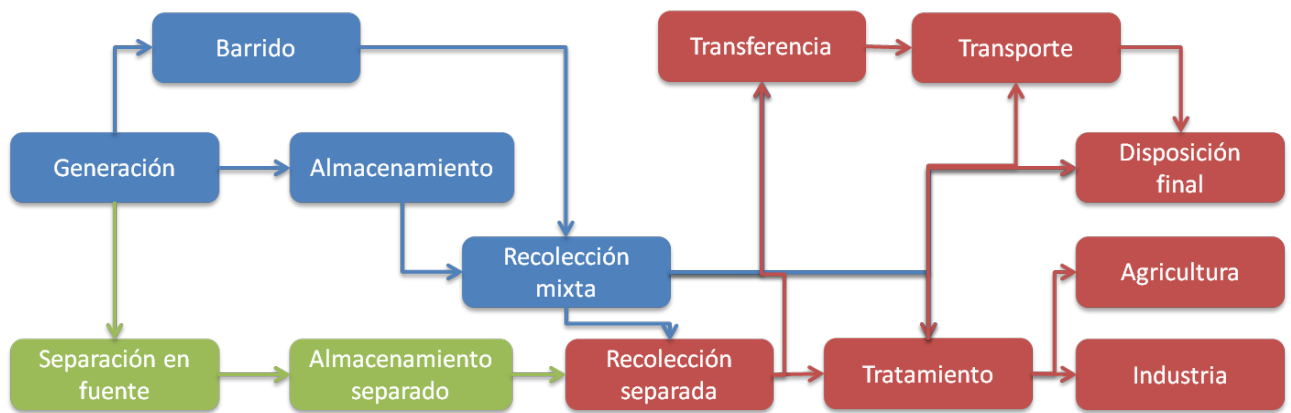 Barrido
Transferencia
Transporte
Generación
Almacenamiento
Disposición
final
Recolección
mixta
Agricultura
Separación en
fuente
Almacenamiento
separado
Recolección
separada
Tratamiento
Industria